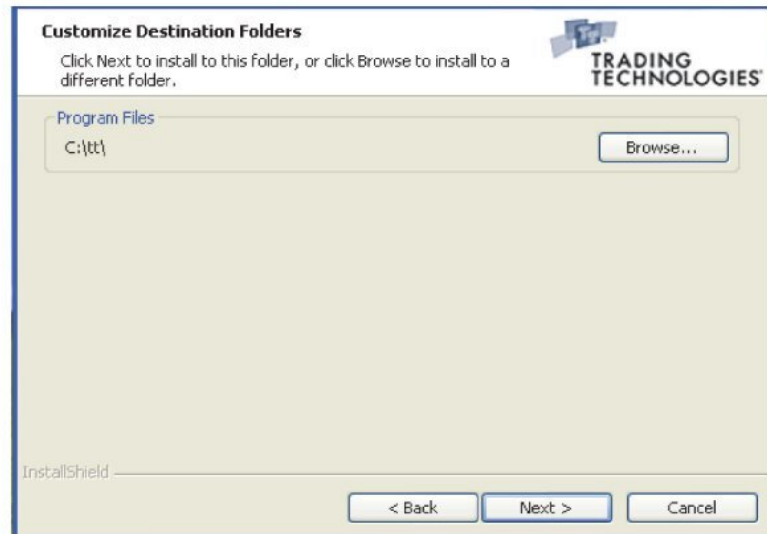 Customize Destination Folders
Click Next to install to this folder, or click Browse to install to a
different folder.
TRADING
TECHNOLOGIES
Program Files
C:\tt\
Browse...
InstallShield
< Back
Next >
Cancel